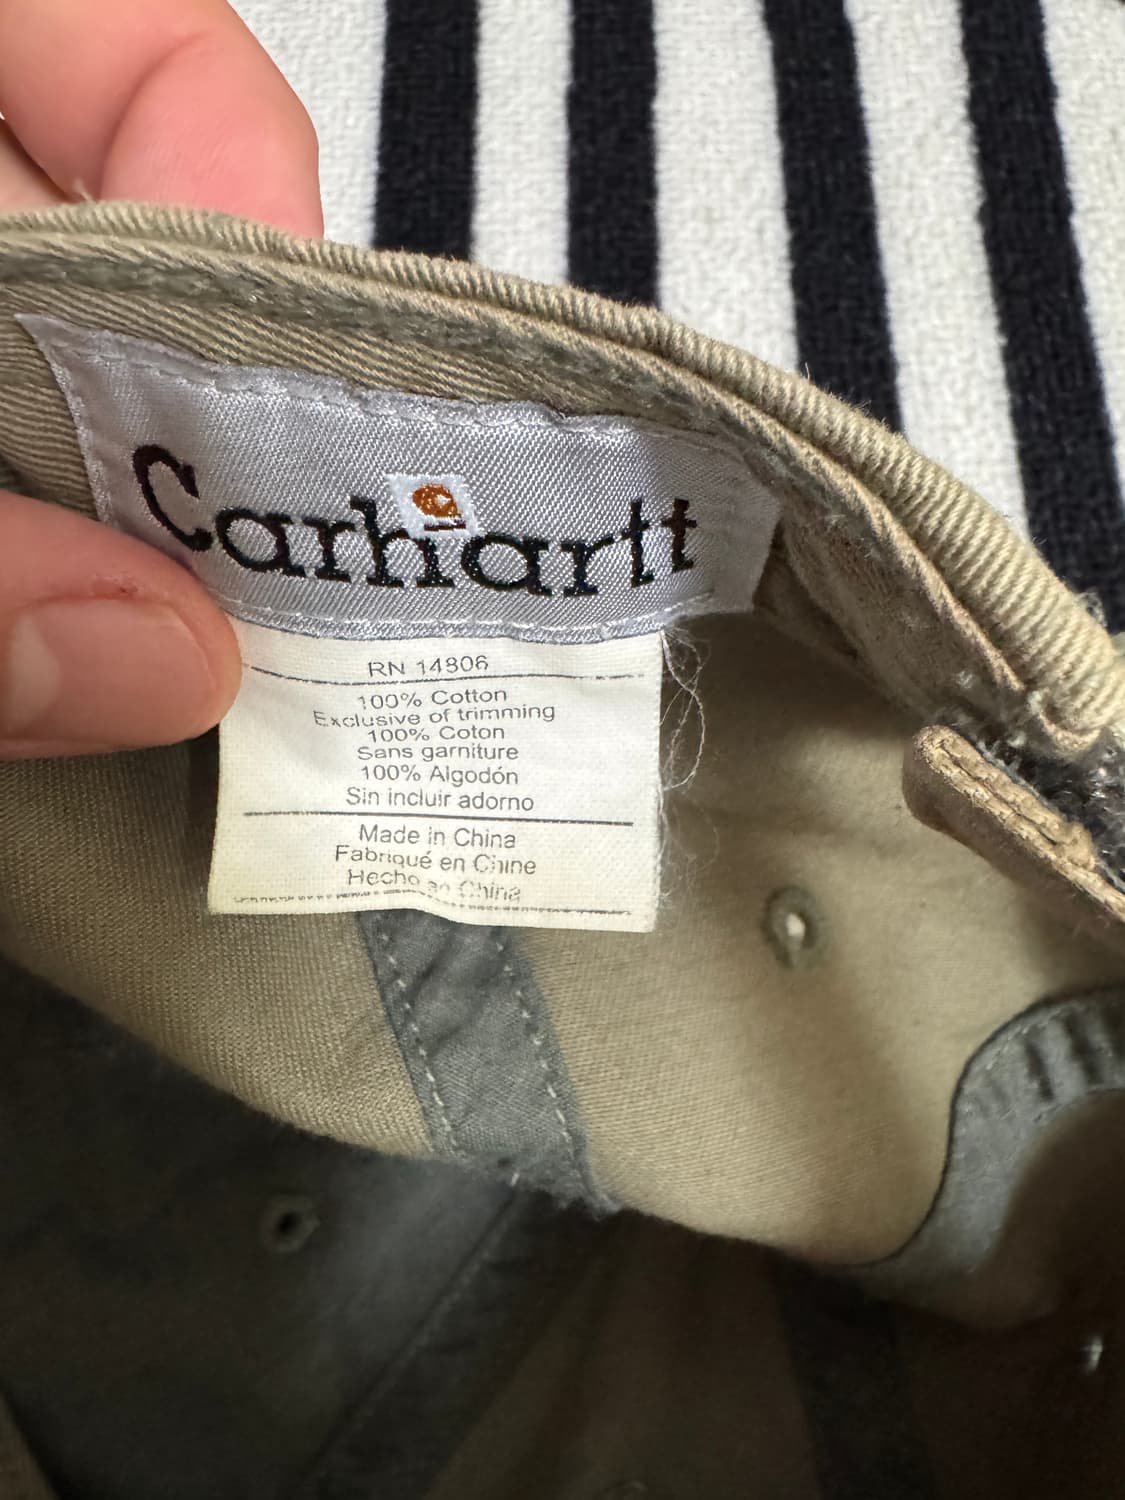 Carhartt
RN 14806
100% Cotton
Exclusive of trimming
100% Coton
Sans garniture
100% Algodón
Sin incluir adorno
Made in China
Fabriqué en Chine
Hecho en China